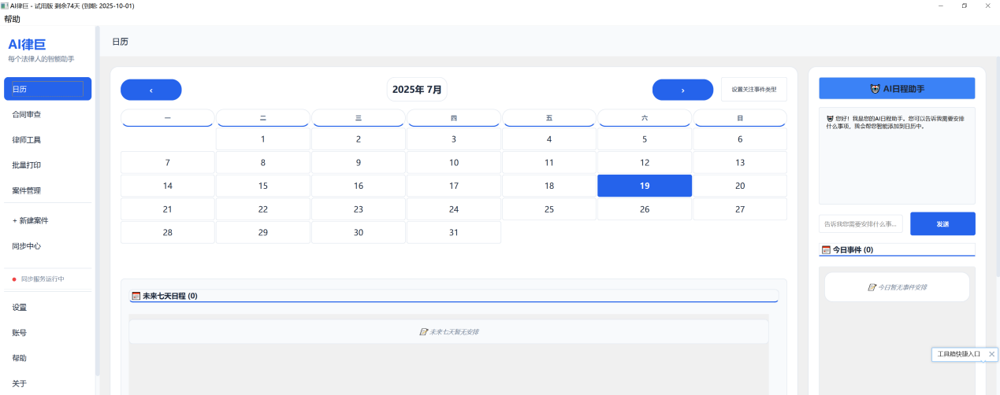 AI律巨 - 试用版 剩余74天 (到期: 2025-10-01)
帮助
AI律巨
每个法律人的智能助手
日历
合同审查
律师工具
批量打印
案件管理
+ 新建案件
同步中心
同步服务运行中
设置
账号
帮助
关于
日历
‹
2025年 7月
›
设置关注事件类型
一 二 三 四 五 六 日
1 2 3 4 5 6
7 8 9 10 11 12 13
14 15 16 17 18 19 20
21 22 23 24 25 26 27
28 29 30 31
未来七天日程 (0)
未来七天暂无安排
AI日程助手
您好！我是您的AI日程助手。您可以告诉我需要安排
什么事项，我会帮您智能添加到日历中。
告诉我您需要安排什么事...
发送
今日事件 (0)
今日暂无事件安排
工具箱快捷入口